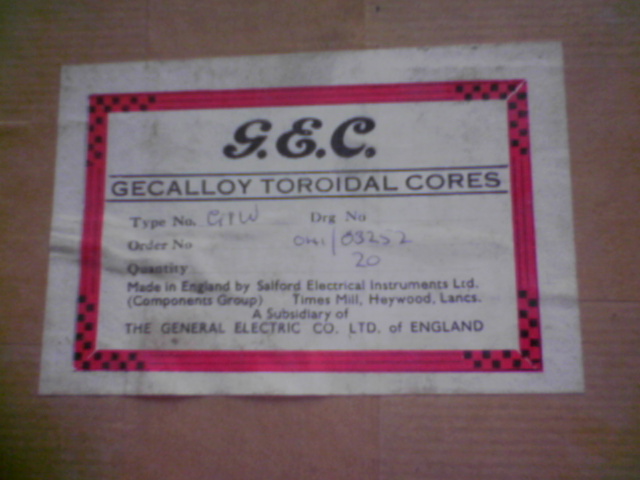 G.E.C.
GECALLOY TOROIDAL CORES
Type No. Drg No
Order No /03252
Quantity 20
Made in England by Salford Electrical Instruments Ltd.
(Components Group) Times Mill, Heywood, Lancs.
A Subsidiary of
THE GENERAL ELECTRIC CO. LTD. of ENGLAND